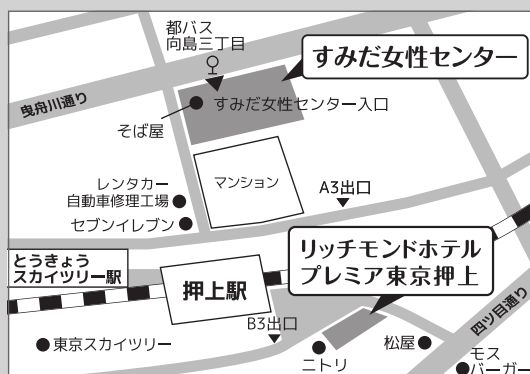 都バス
向島三丁目
すみだ女性センター
曳舟川通り
すみだ女性センター入口
そば屋
マンション
レンタカー
自動車修理工場
セブンイレブン
A3出口
とうきょう
スカイツリー駅
押上駅
リッチモンドホテル
プレミア東京押上
四ツ目通り
B3出口
東京スカイツリー
ニトリ
松屋
モス
バーガー